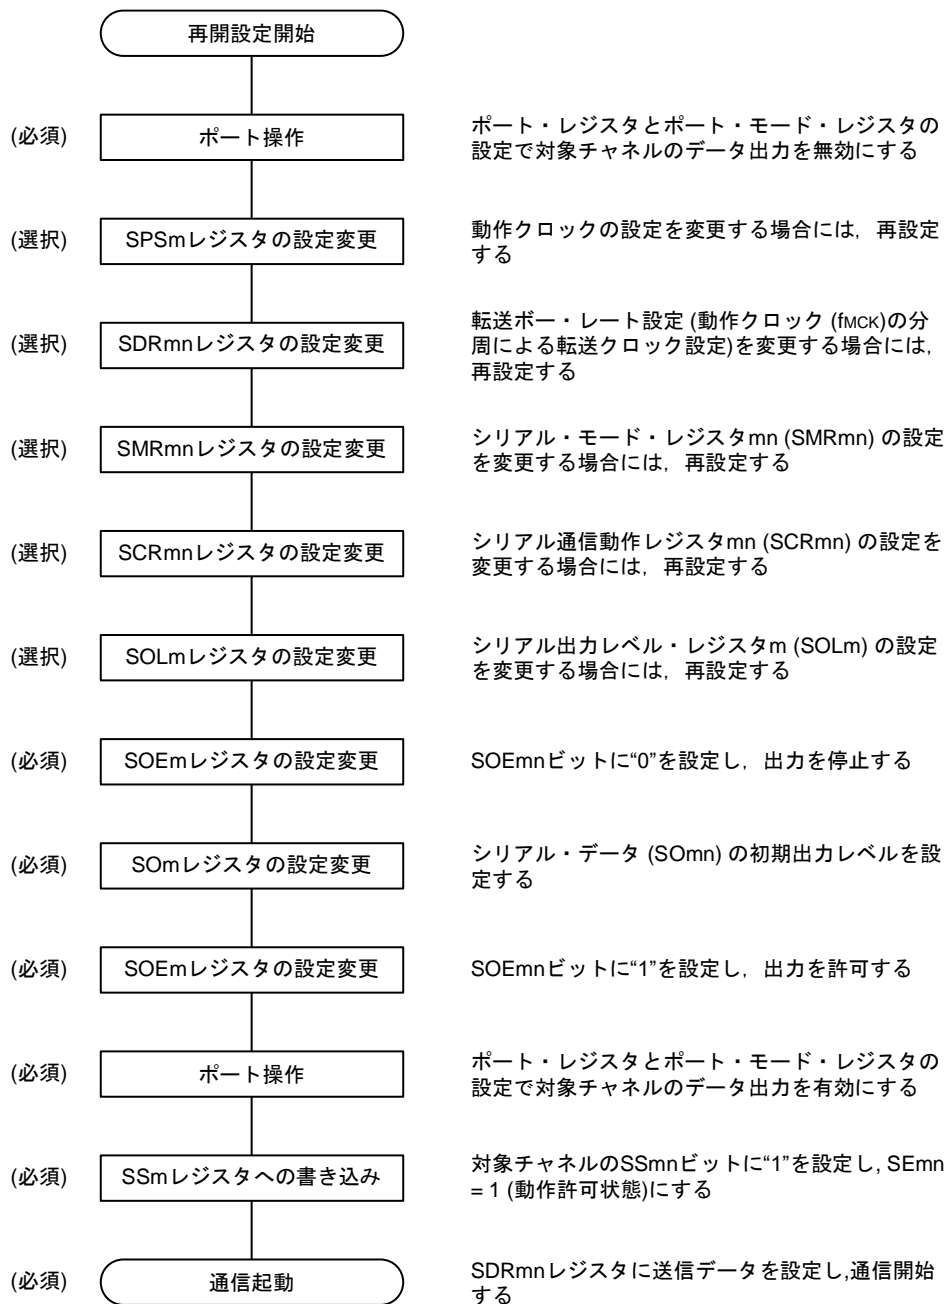 再開設定開始
(必須)
ポート操作
ポート・レジスタとポート・モード・レジスタの
設定で対象チャネルのデータ出力を無効にする
(選択)
SPSmレジスタの設定変更
動作クロックの設定を変更する場合には，再設定
する
(選択)
SDRmnレジスタの設定変更
転送ボー・レート設定 (動作クロック (fMCK)の分
周による転送クロック設定)を変更する場合には，
再設定する
(選択)
SMRmnレジスタの設定変更
シリアル・モード・レジスタmn (SMRmn) の設定
を変更する場合には，再設定する
(選択)
SCRmnレジスタの設定変更
シリアル通信動作レジスタmn (SCRmn) の設定を
変更する場合には，再設定する
(選択)
SOLmレジスタの設定変更
シリアル出力レベル・レジスタm (SOLm) の設定
を変更する場合には，再設定する
(必須)
SOEmレジスタの設定変更
SOEmnビットに“0”を設定し，出力を停止する
(必須)
SOmレジスタの設定変更
シリアル・データ (SOmn) の初期出力レベルを設
定する
(必須)
SOEmレジスタの設定変更
SOEmnビットに“1”を設定し，出力を許可する
(必須)
ポート操作
ポート・レジスタとポート・モード・レジスタの
設定で対象チャネルのデータ出力を有効にする
(必須)
SSmレジスタへの書き込み
対象チャネルのSSmnビットに“1”を設定し, SEmn
= 1 (動作許可状態)にする
(必須)
通信起動
SDRmnレジスタに送信データを設定し,通信開始
する